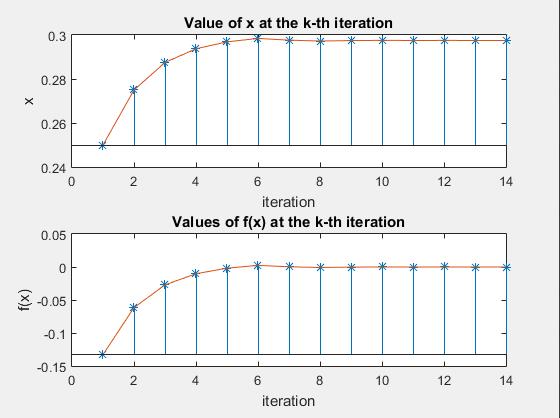 Value of x at the k-th iteration
0.3
0.28
0.26
0.24
x
0 2 4 6 8 10 12 14
iteration
Values of f(x) at the k-th iteration
0.05
0
-0.05
-0.1
-0.15
f(x)
0 2 4 6 8 10 12 14
iteration